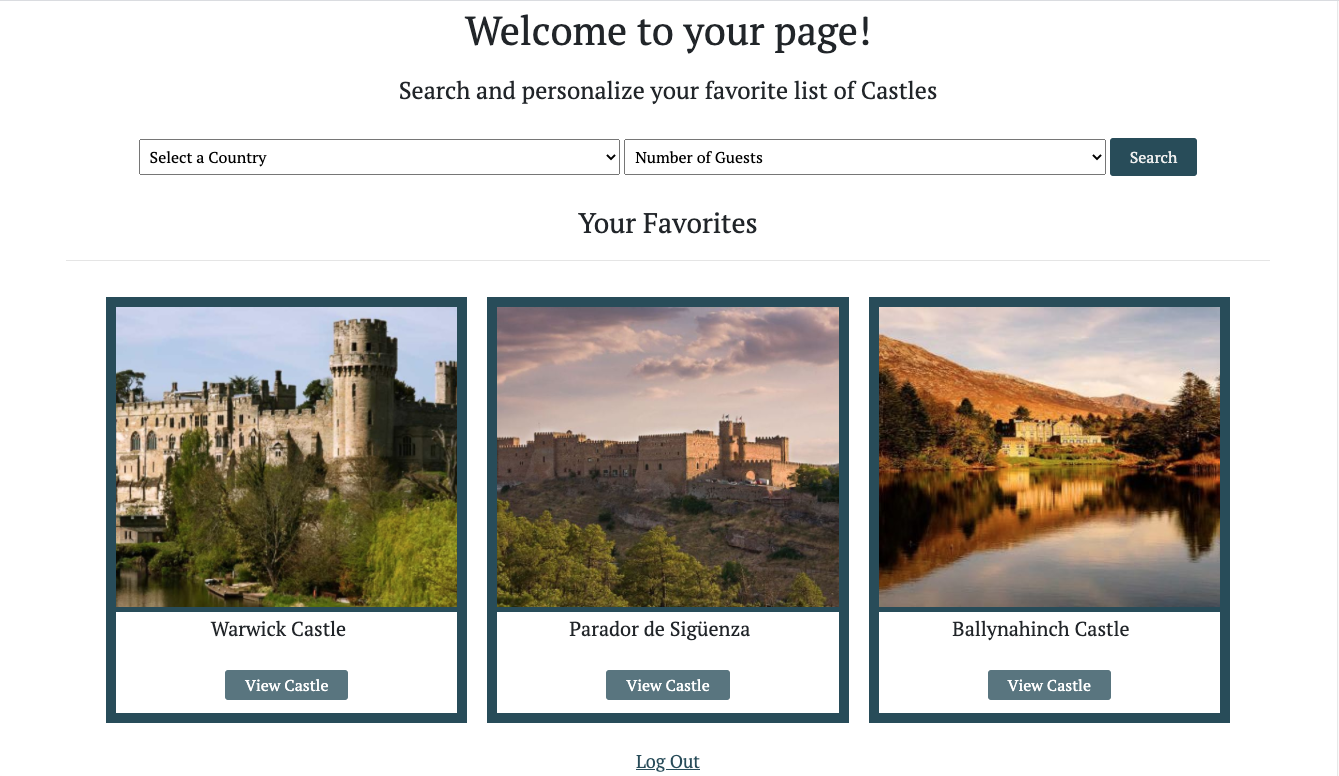 Welcome to your page!
Search and personalize your favorite list of Castles
Select a Country
Number of Guests
Search
Your Favorites
Warwick Castle
Parador de Sigüenza
Ballynahinch Castle
View Castle
View Castle
View Castle
Log Out